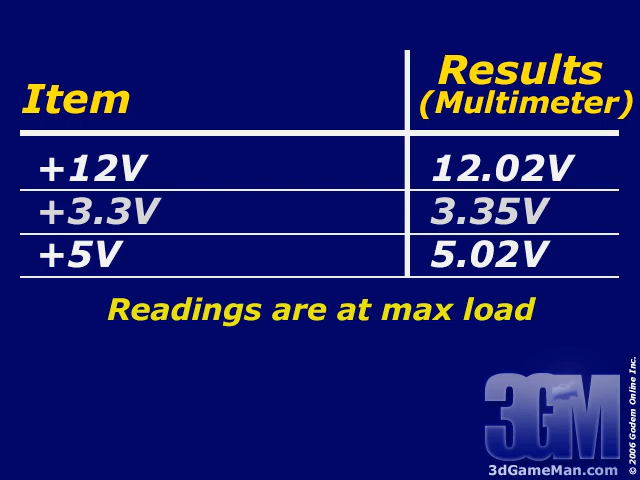 Item
Results
(Multimeter)
+12V 12.02V
+3.3V 3.35V
+5V 5.02V
Readings are at max load
3GM
3dGameMan.com
© 2006 Godem Online Inc.